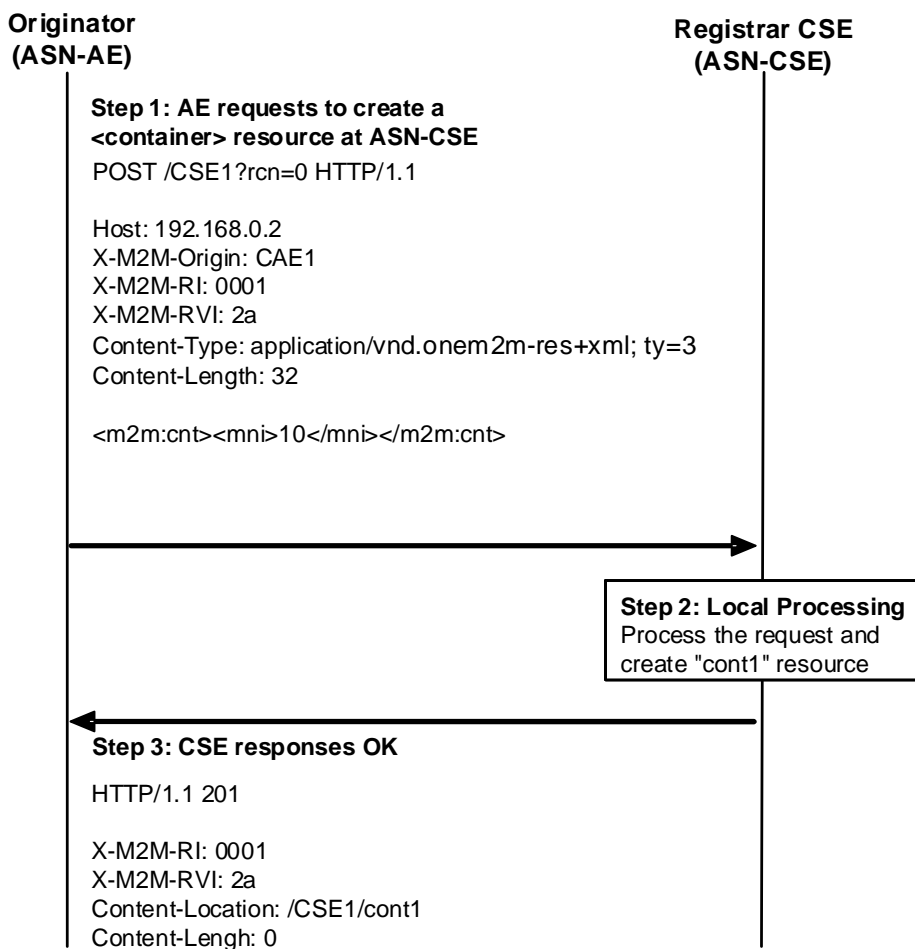 Originator
(ASN-AE)
Registrar CSE
(ASN-CSE)
Step 1: AE requests to create a
<container> resource at ASN-CSE
POST /CSE1?rcn=0 HTTP/1.1
Host: 192.168.0.2
X-M2M-Origin: CAE1
X-M2M-RI: 0001
X-M2M-RVI: 2a
Content-Type: application/vnd.onem2m-res+xml; ty=3
Content-Length: 32
<m2m:cnt><mni>10</mni></m2m:cnt>
Step 2: Local Processing
Process the request and
create "cont1" resource
Step 3: CSE responses OK
HTTP/1.1 201
X-M2M-RI: 0001
X-M2M-RVI: 2a
Content-Location: /CSE1/cont1
Content-Lengh: 0